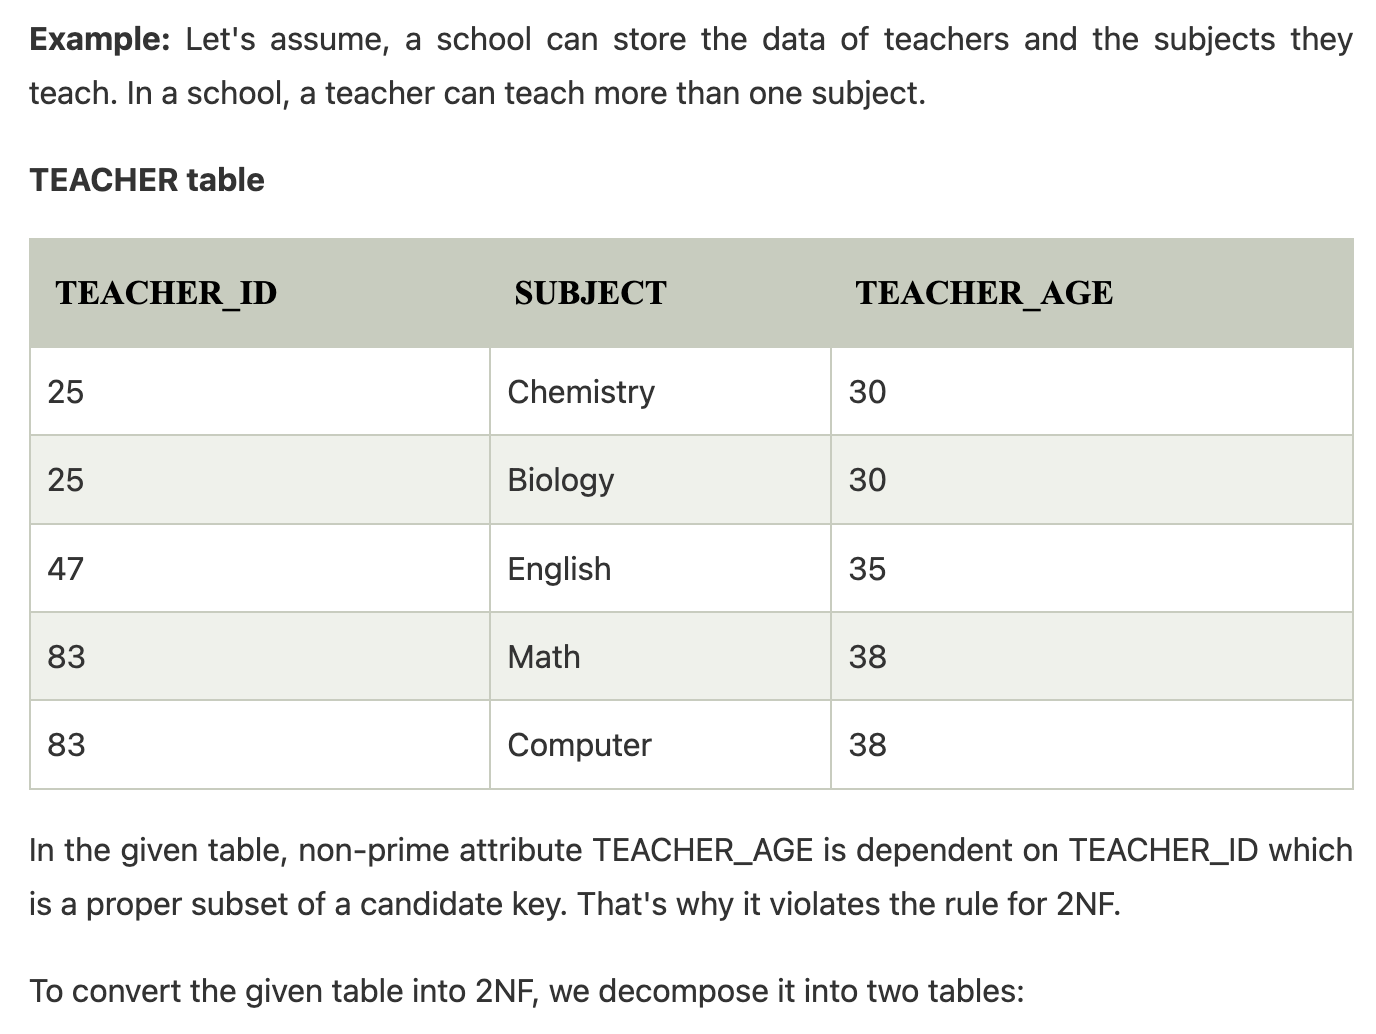 Example: Let's assume, a school can store the data of teachers and the subjects they
teach. In a school, a teacher can teach more than one subject.
TEACHER table
TEACHER_ID SUBJECT TEACHER_AGE
25 Chemistry 30
25 Biology 30
47 English 35
83 Math 38
83 Computer 38
In the given table, non-prime attribute TEACHER_AGE is dependent on TEACHER_ID which
is a proper subset of a candidate key. That's why it violates the rule for 2NF.
To convert the given table into 2NF, we decompose it into two tables: